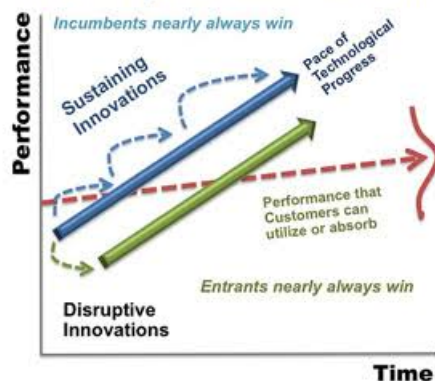 Incumbents nearly always win
Performance
Sustaining
Innovations
Pace of
Technological
Progress
Performance that
Customers can
utilize or absorb
Entrants nearly always win
Disruptive
Innovations
Time